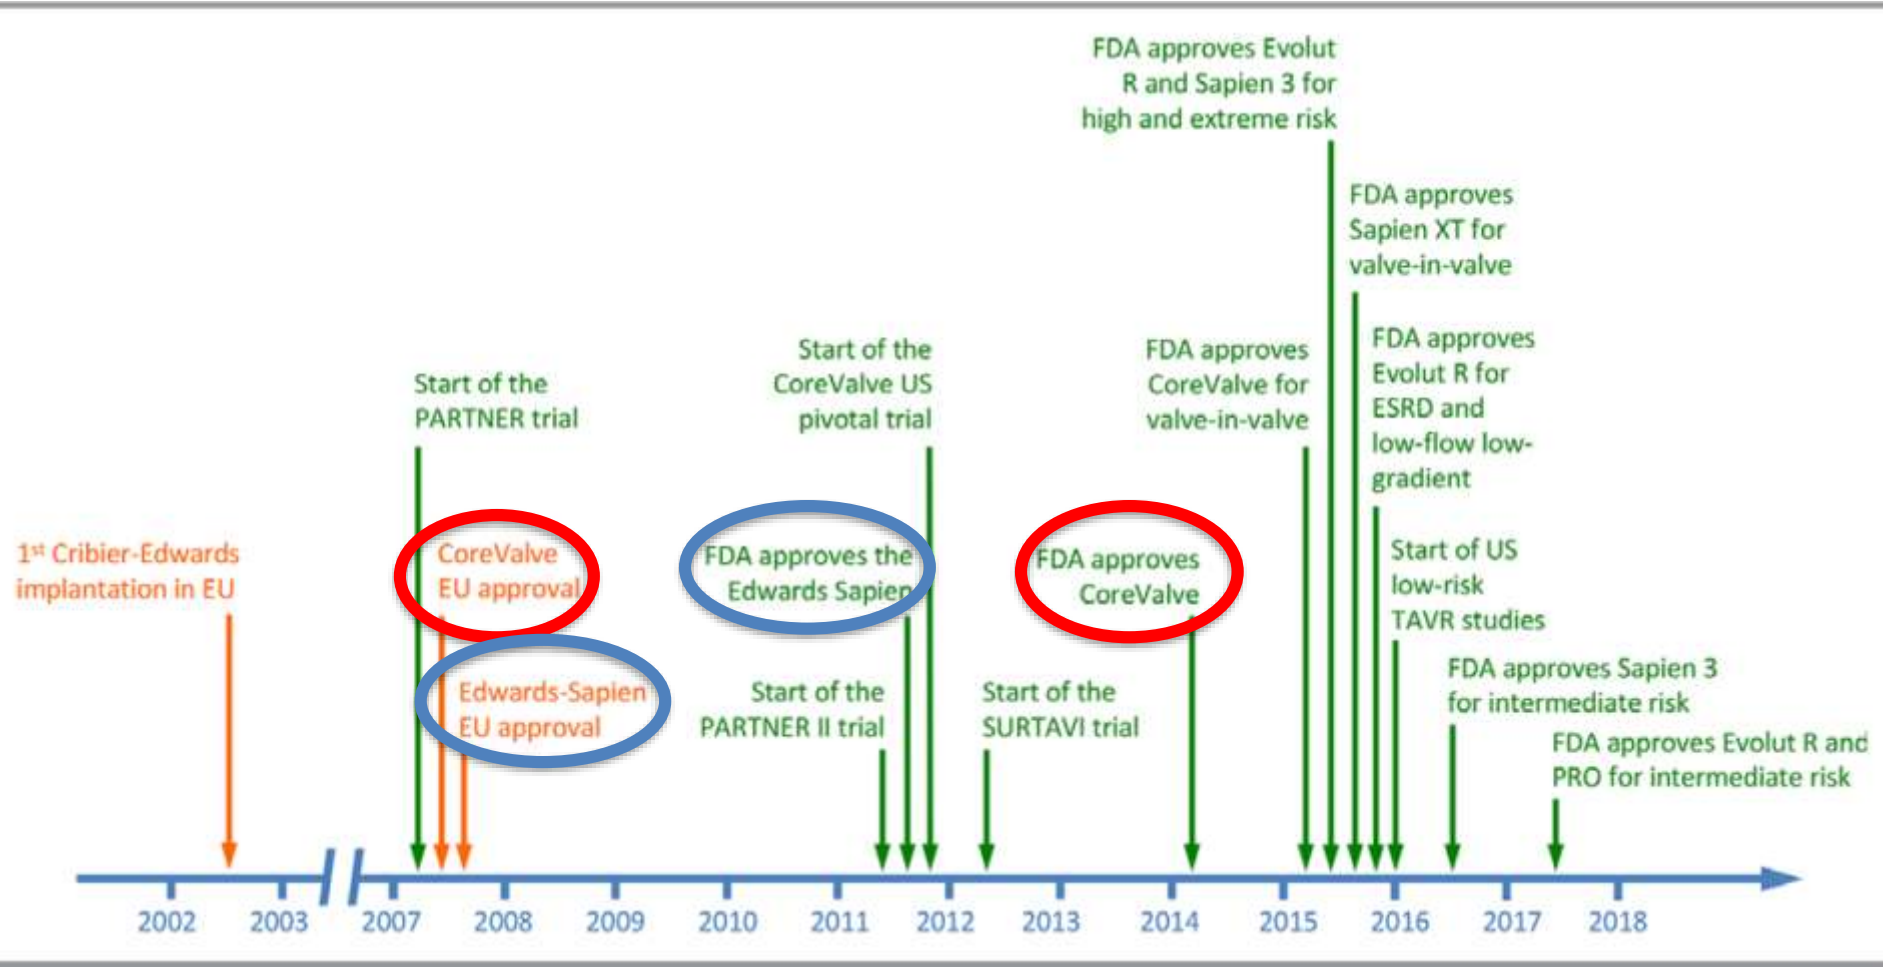 FDA approves Evolut
R and Sapien 3 for
high and extreme risk
FDA approves
Sapien XT for
valve-in-valve
FDA approves
Evolut R for
ESRD and
low-flow low-
gradient
Start of the
CoreValve US
pivotal trial
FDA approves
CoreValve for
valve-in-valve
Start of the
PARTNER trial
1st Cribier-Edwards
implantation in EU
CoreValve
EU approval
FDA approves the
Edwards Sapien
FDA approves
CoreValve
Start of US
low-risk
TAVR studies
Edwards-Sapien
EU approval
Start of the
PARTNER II trial
Start of the
SURTAVI trial
FDA approves Sapien 3
for intermediate risk
FDA approves Evolut R and
PRO for intermediate risk
2002 2003 2007 2008 2009 2010 2011 2012 2013 2014 2015 2016 2017 2018